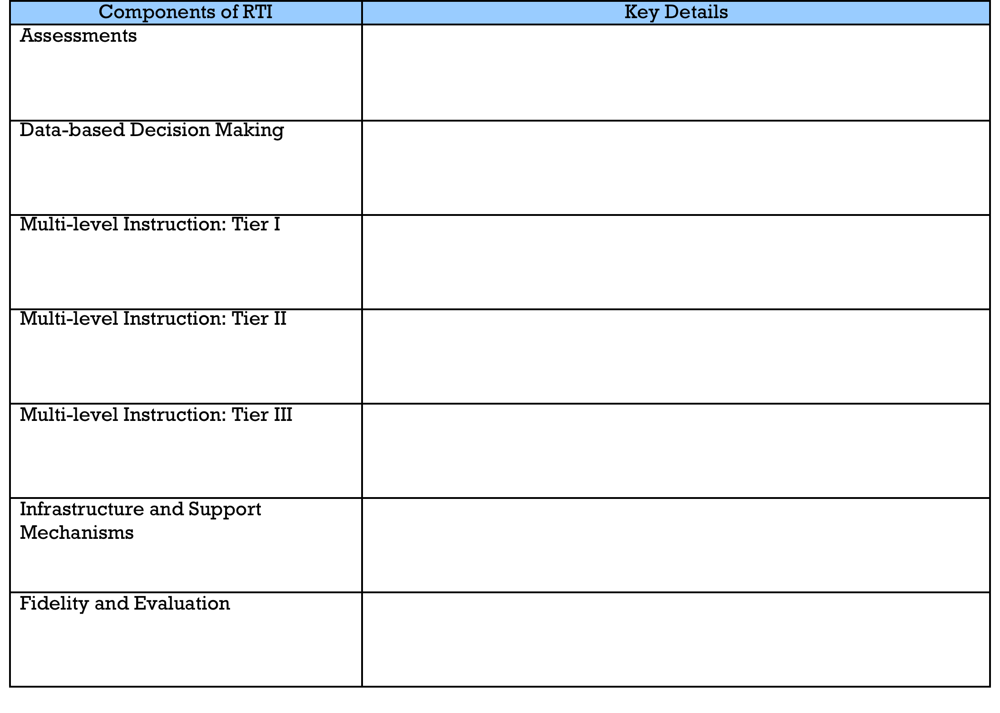 Components of RTI
Key Details
Assessments
Data-based Decision Making
Multi-level Instruction: Tier I
Multi-level Instruction: Tier II
Multi-level Instruction: Tier III
Infrastructure and Support
Mechanisms
Fidelity and Evaluation